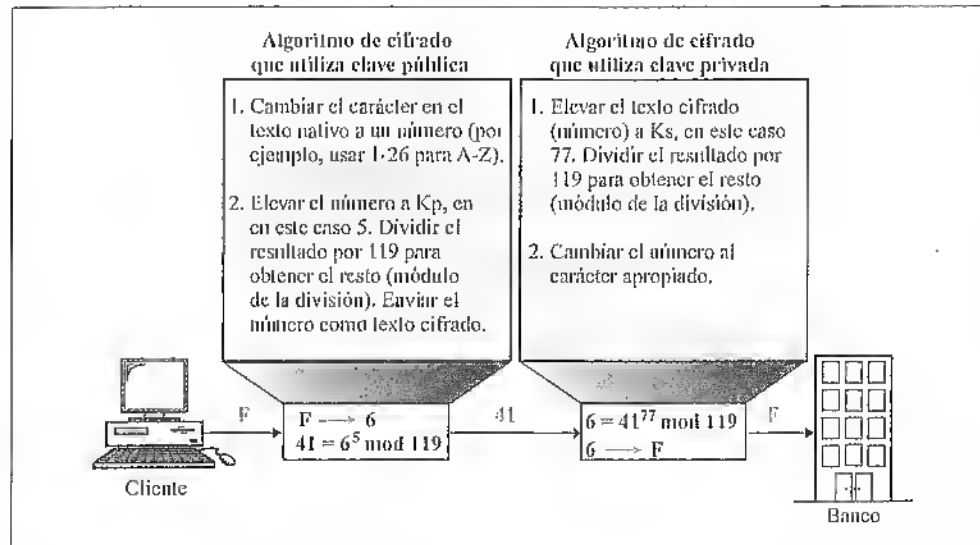 Algoritmo de cifrado
que utiliza clave pública
1. Cambiar el carácter en el
texto nativo a un número (por
ejemplo, usar 1-26 para A-Z).
2. Elevar el número a Kp, en
en este caso 5. Dividir el
resultado por 119 para
obtener el resto (módulo
de la división). Enviar el
número como texto cifrado.
Algoritmo de cifrado
que utiliza clave privada
1. Elevar el texto cifrado
(número) a Ks, en este caso
77. Dividir el resultado por
119 para obtener el resto
(módulo de la división).
2. Cambiar el número al
carácter apropiado.
F
F → 6
41 = 6⁵ mod 119
41
6 = 41⁷⁷ mod 119
6 → F
F
Cliente
Banco